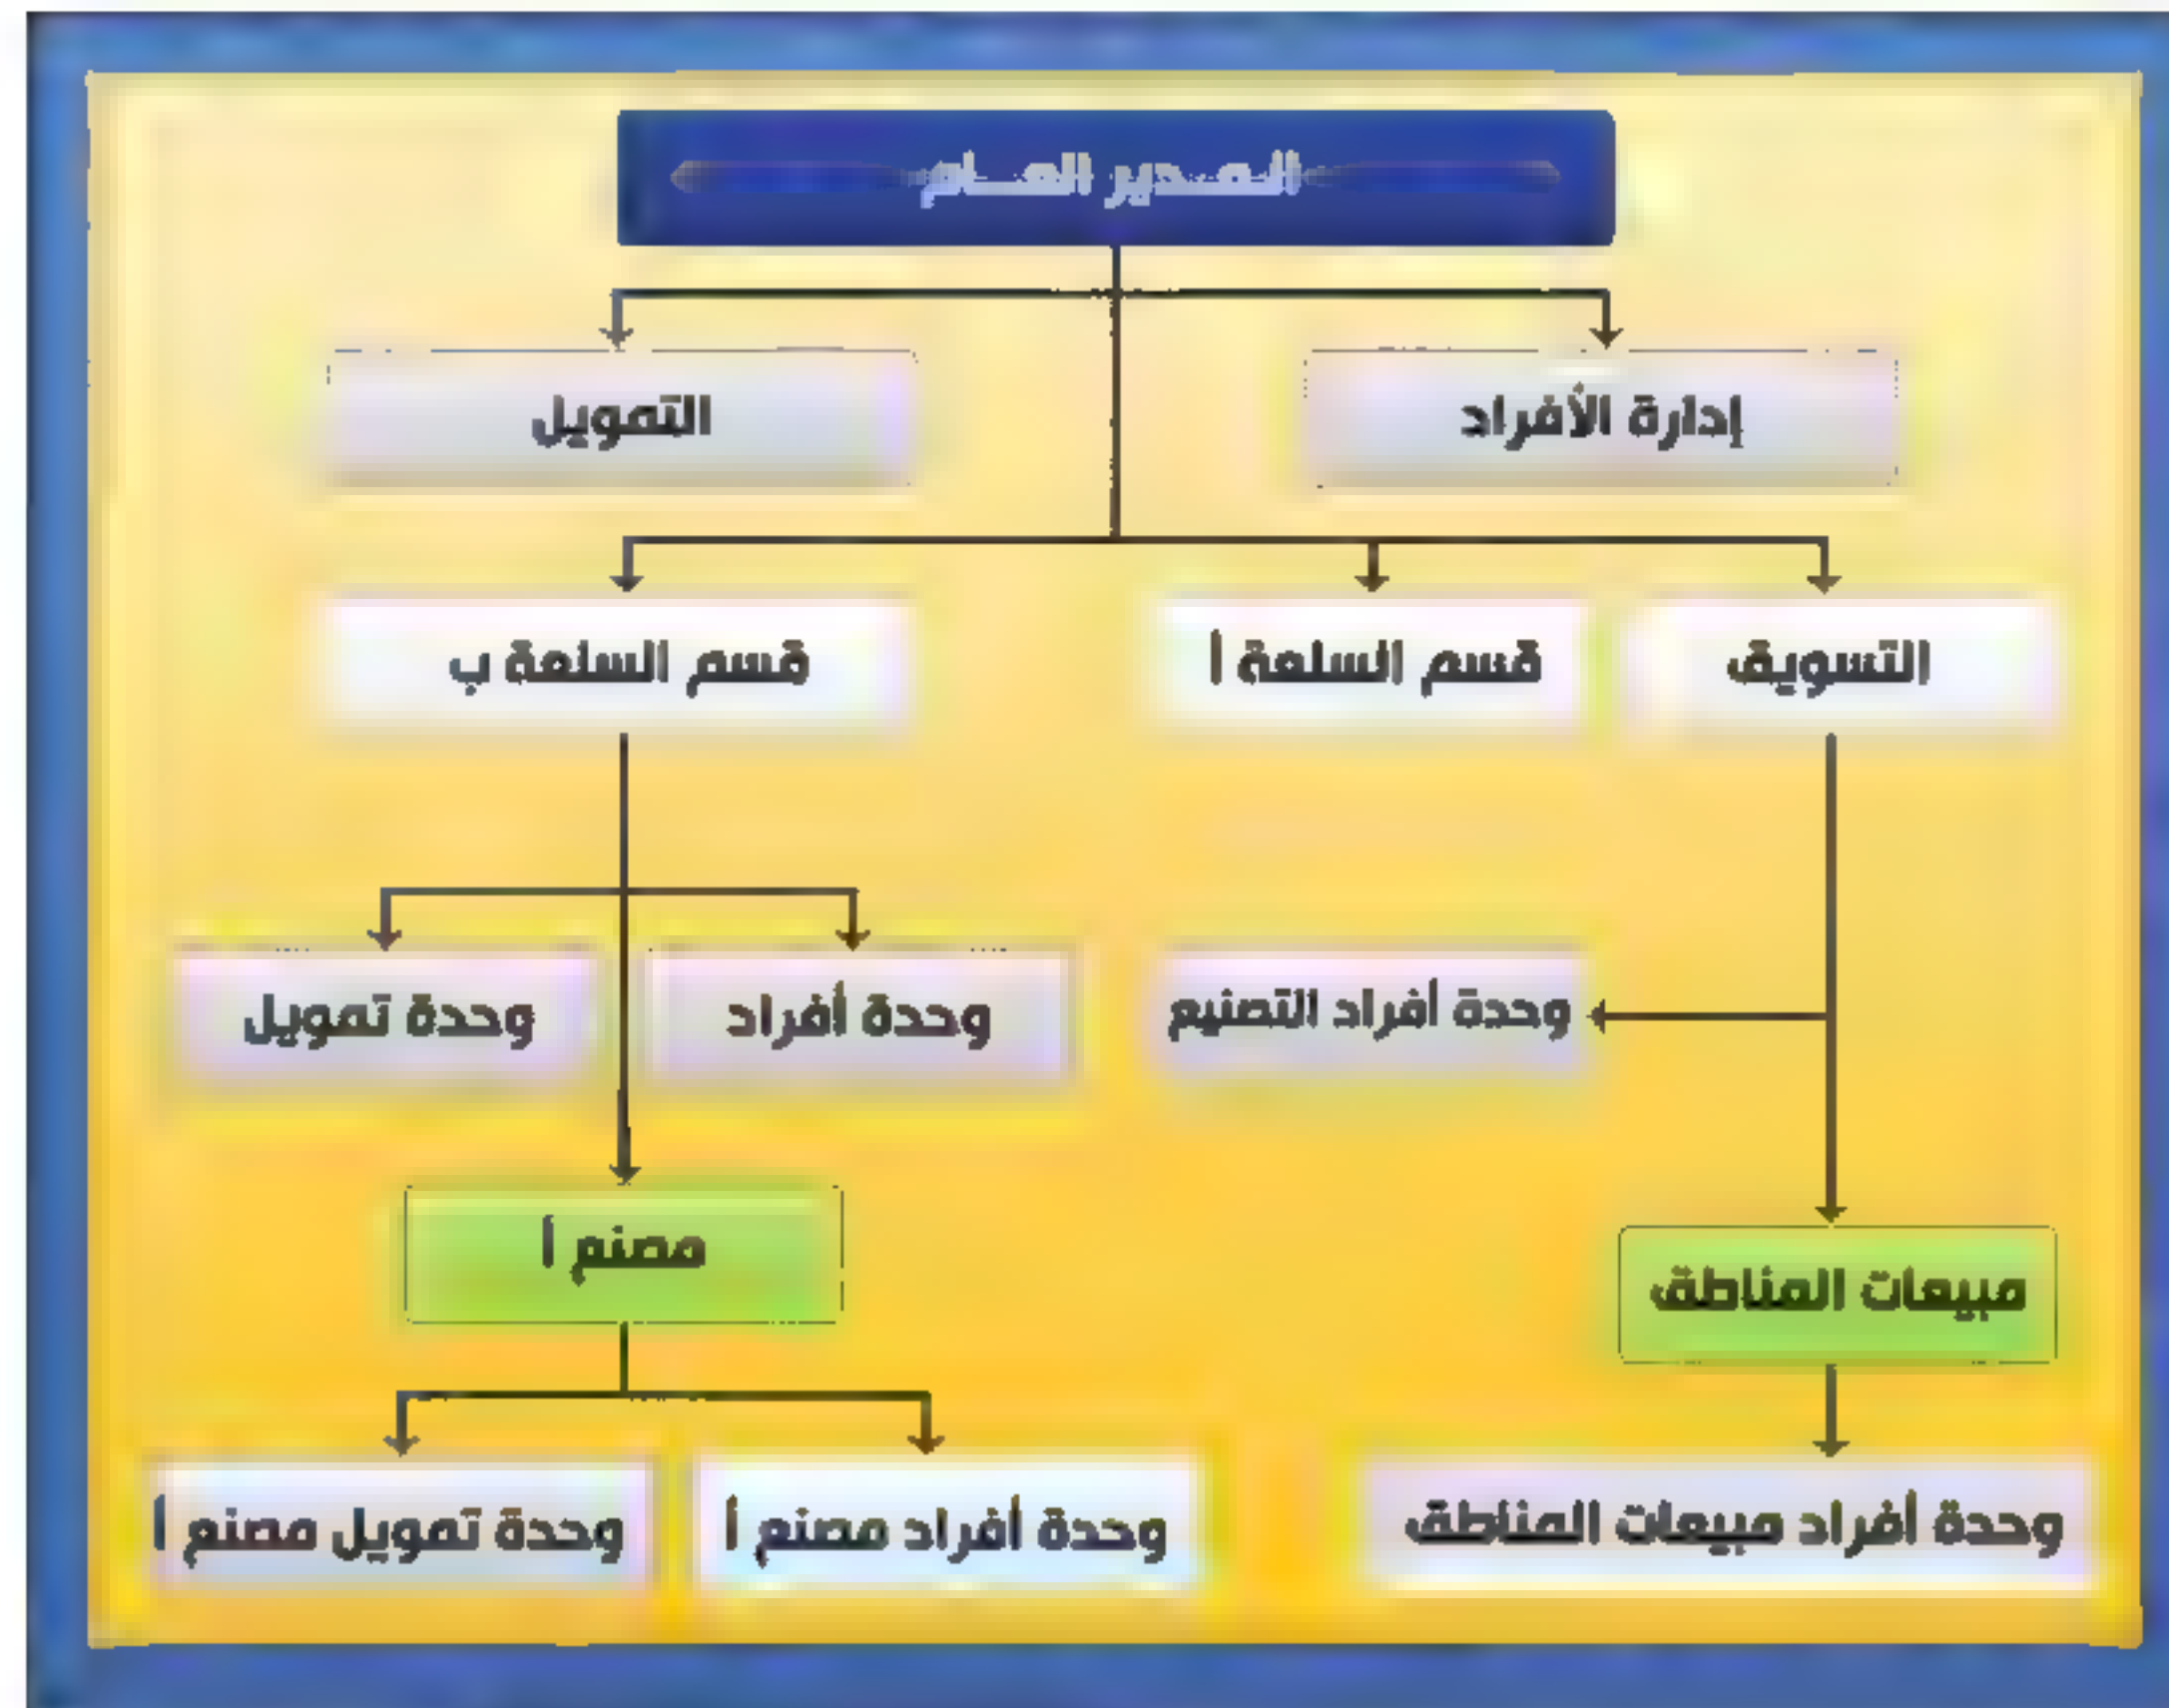 المدير العام
إدارة الأفراد
التمويل
التسويق
قسم السلعة أ
قسم السلعة ب
وحدة أفراد التصنيع
وحدة أفراد
وحدة تمويل
مصنع أ
مبيعات المناطق
وحدة أفراد مبيعات المناطق
وحدة أفراد مصنع أ
وحدة تمويل مصنع أ